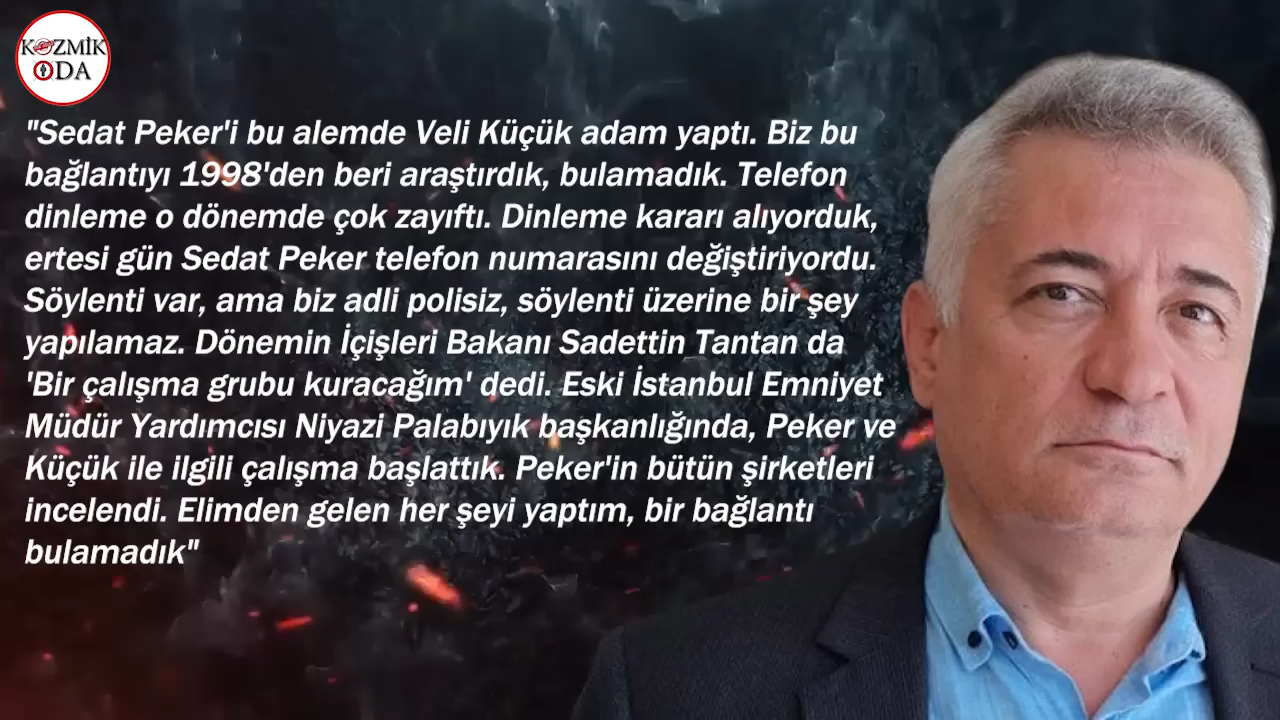 KOZMİK
ODA
"Sedat Peker'i bu alemde Veli Küçük adam yaptı. Biz bu
bağlantıyı 1998'den beri araştırdık, bulamadık. Telefon
dinleme o dönemde çok zayıftı. Dinleme kararı alıyorduk,
ertesi gün Sedat Peker telefon numarasını değiştiriyordu.
Söylenti var, ama biz adli polisiz, söylenti üzerine bir şey
yapılamaz. Dönemin İçişleri Bakanı Sadettin Tantan da
'Bir çalışma grubu kuracağım' dedi. Eski İstanbul Emniyet
Müdür Yardımcısı Niyazi Palabıyık başkanlığında, Peker ve
Küçük ile ilgili çalışma başlattık. Peker'in bütün şirketleri
incelendi. Elimden gelen her şeyi yaptım, bir bağlantı
bulamadık"